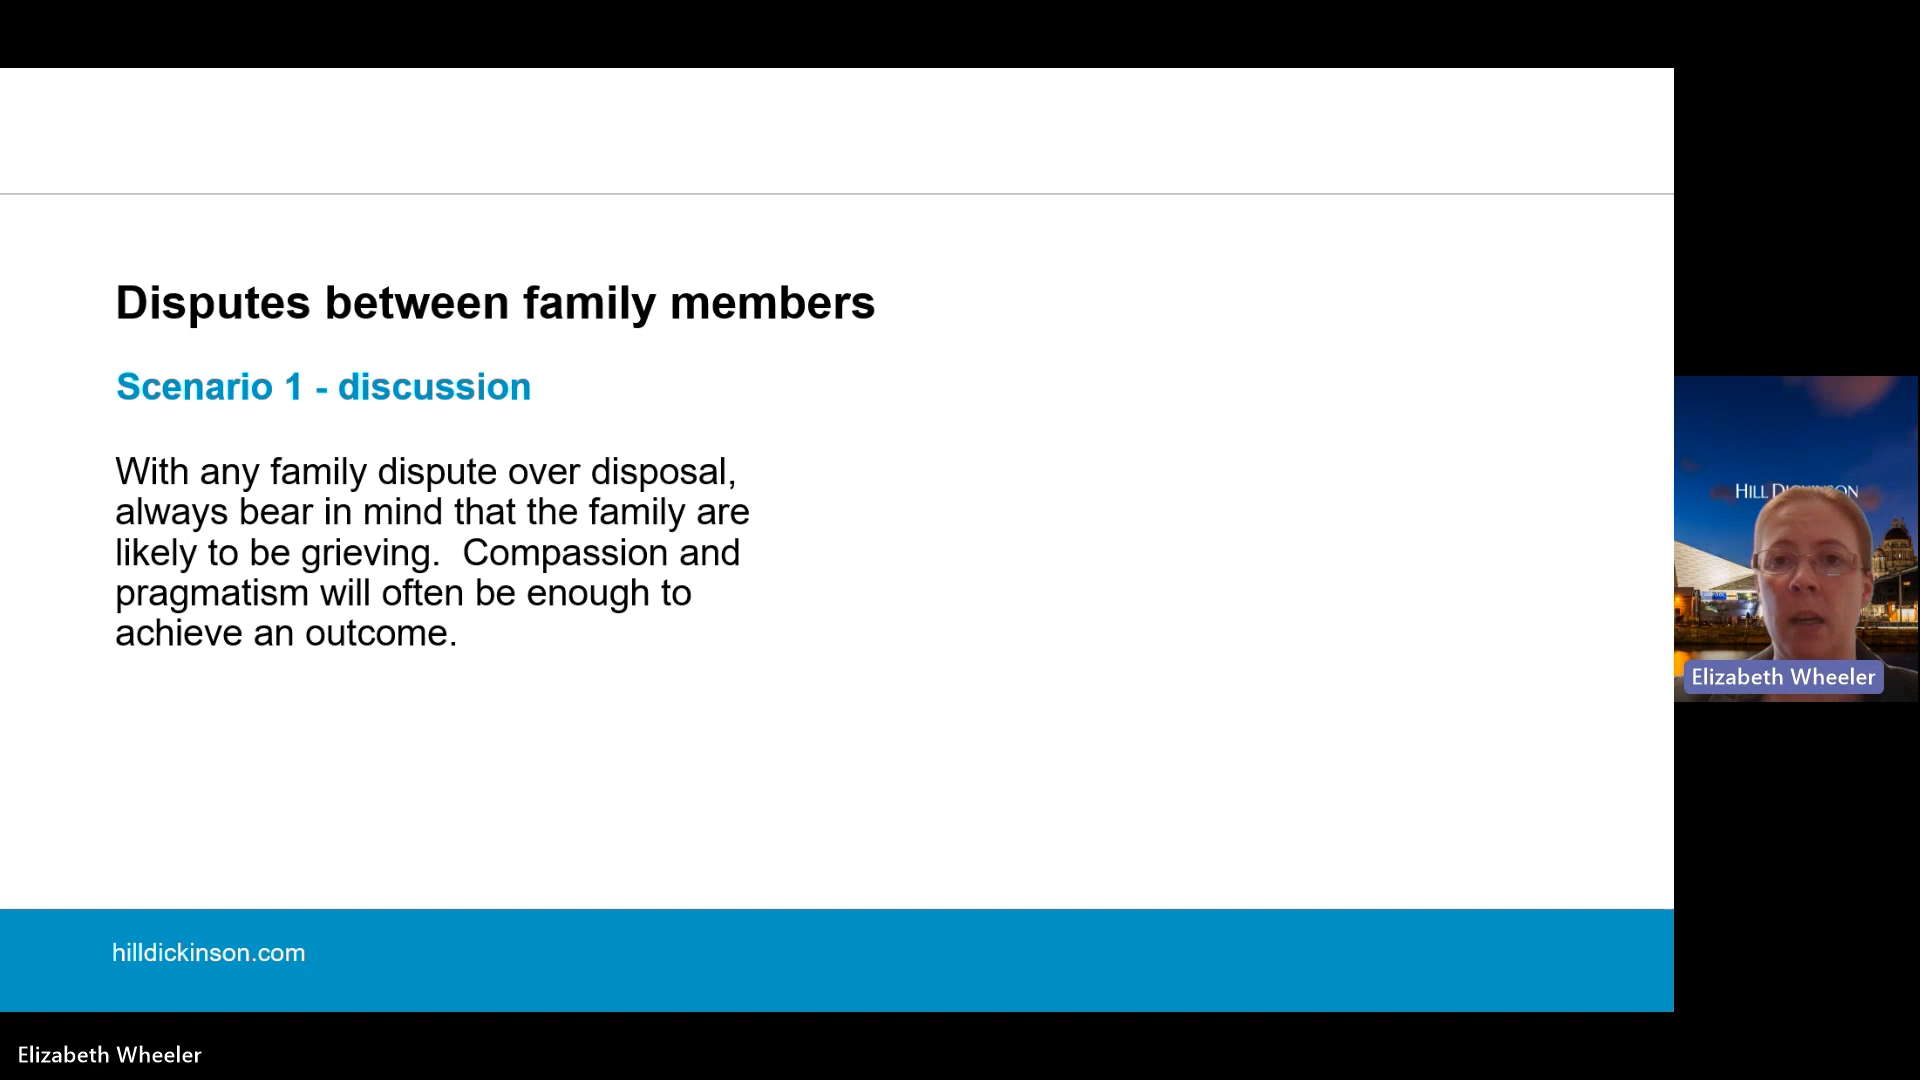 Disputes between family members
Scenario 1 - discussion
With any family dispute over disposal,
always bear in mind that the family are
likely to be grieving.  Compassion and
pragmatism will often be enough to
achieve an outcome.
hilldickinson.com
HILL DICKINSON
Elizabeth Wheeler
Elizabeth Wheeler